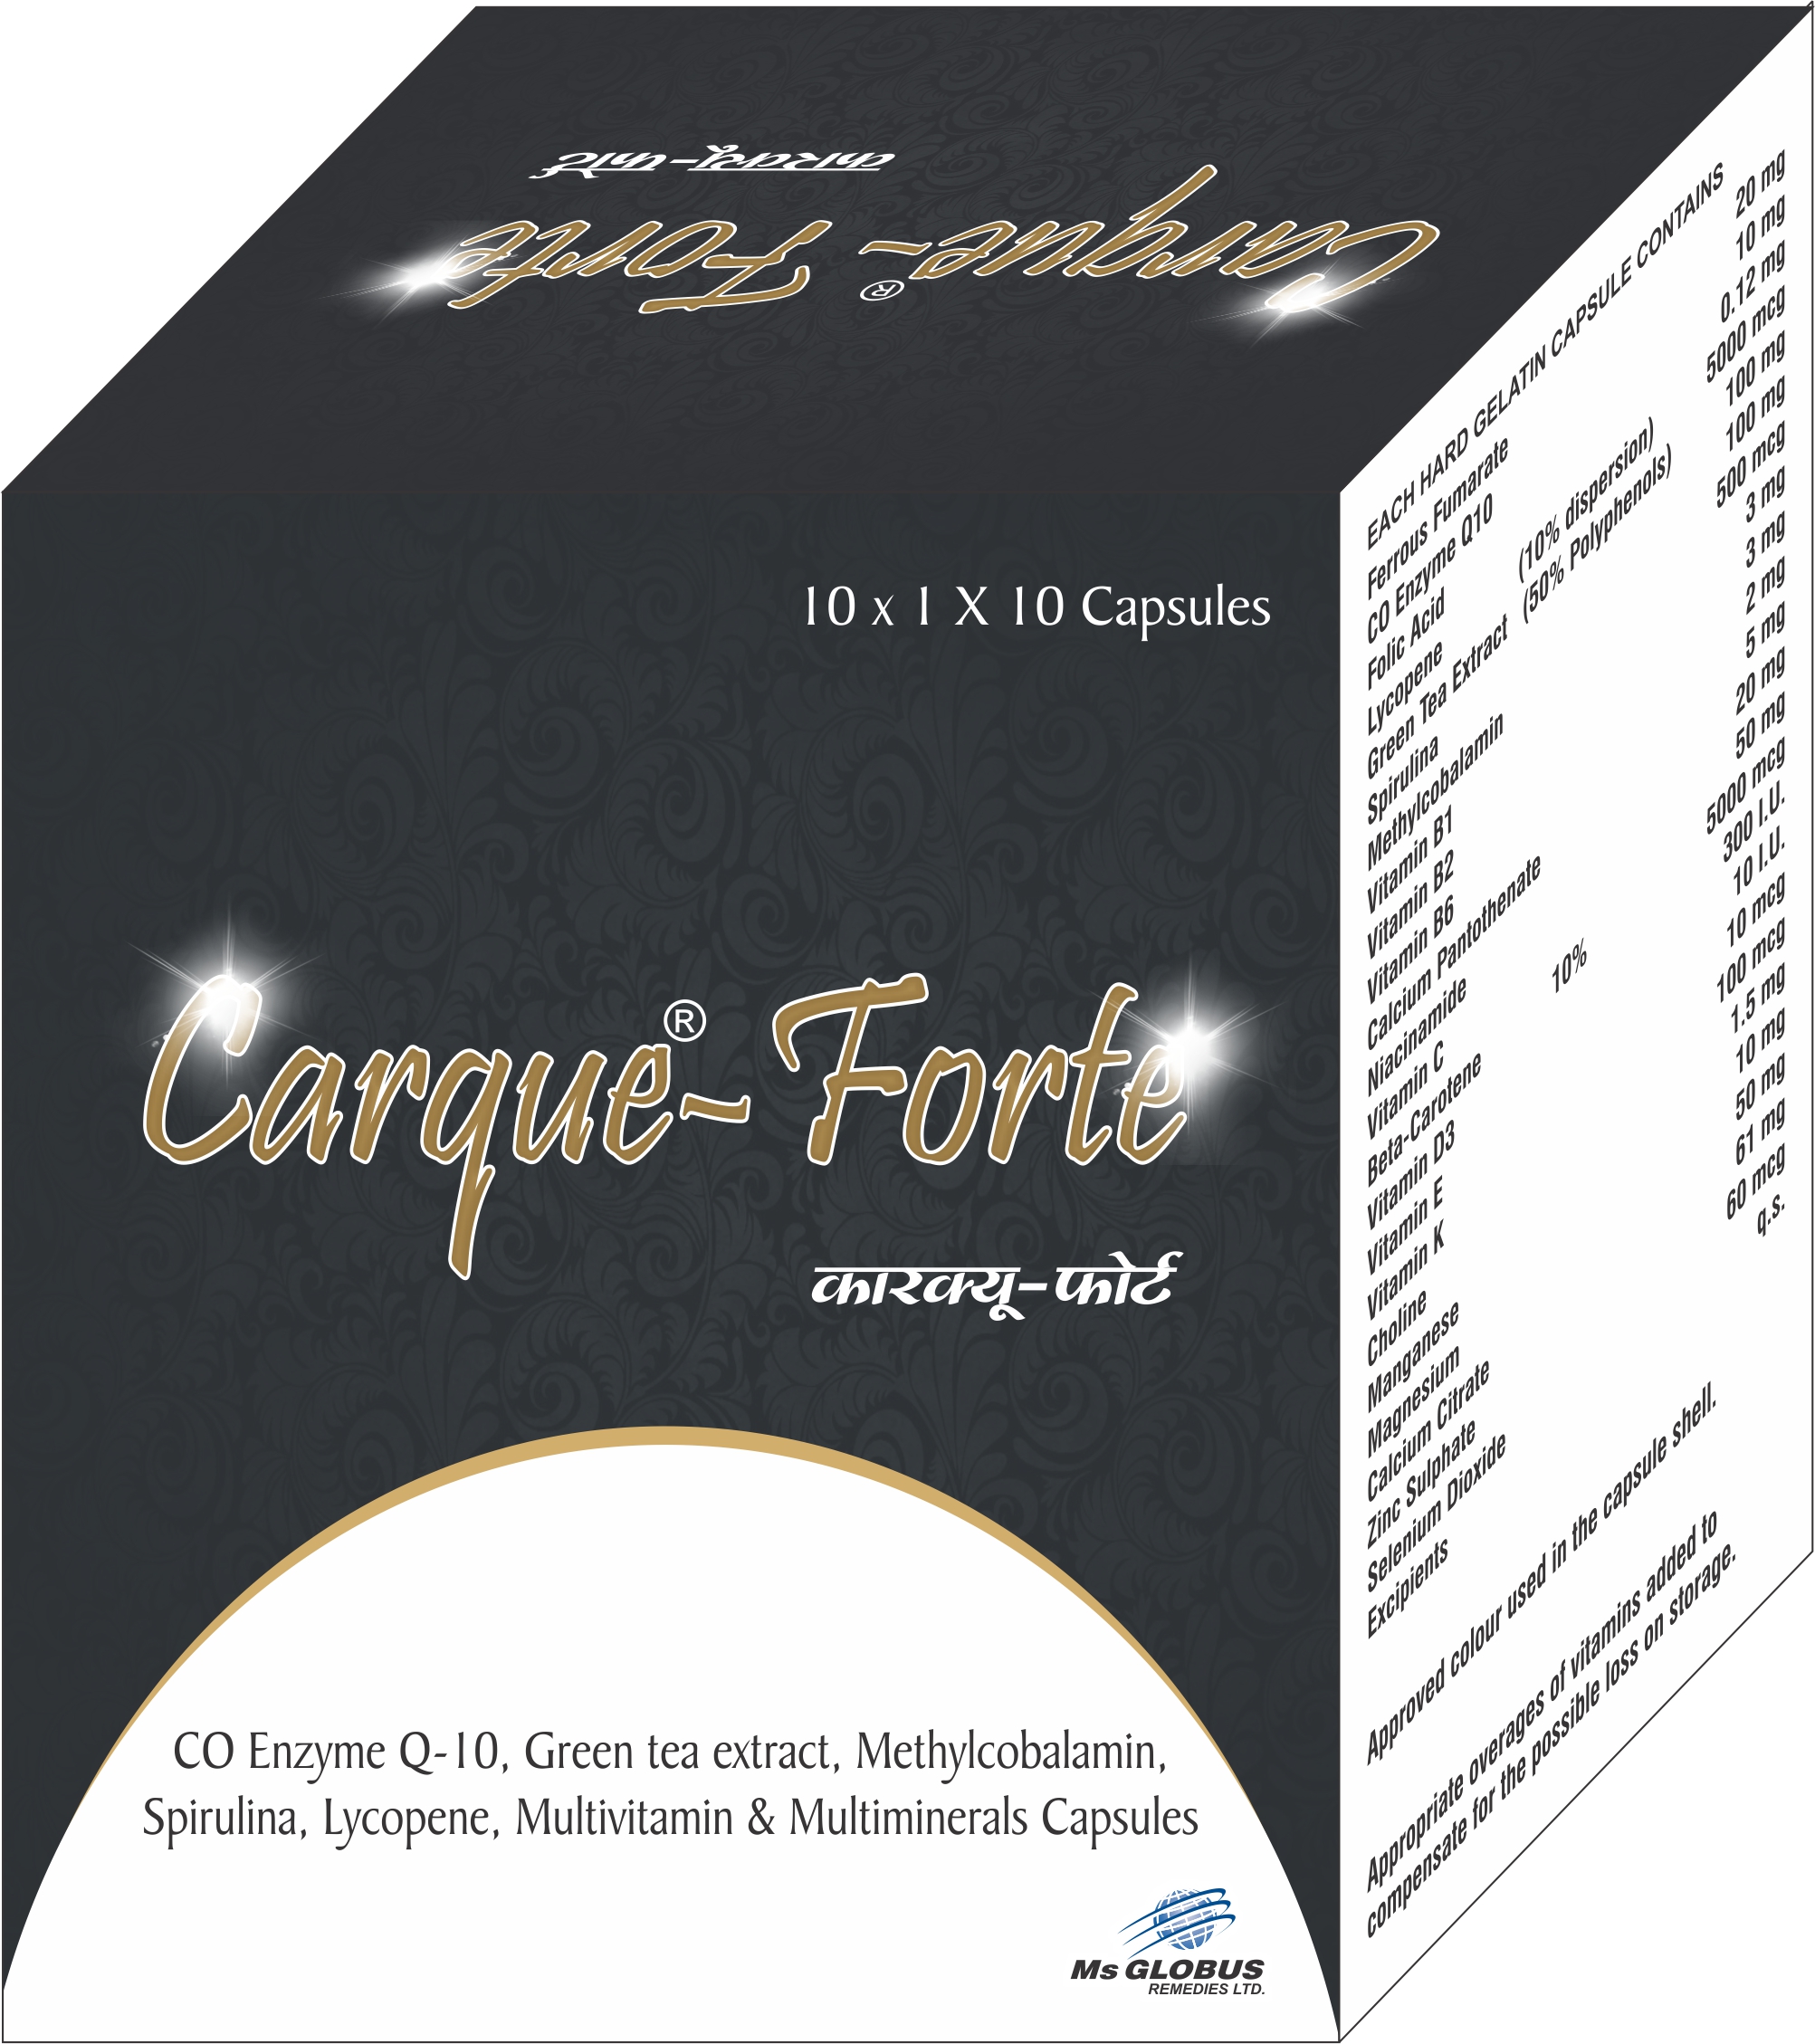 कारक्यू-फोर्ट
Carque®- Forte
10 x 1 X 10 Capsules
Carque®- Forte
कारक्यू-फोर्ट
CO Enzyme Q-10, Green tea extract, Methylcobalamin,
Spirulina, Lycopene, Multivitamin & Multiminerals Capsules
Ms GLOBUS
REMEDIES LTD.
EACH HARD GELATIN CAPSULE CONTAINS
Ferrous Fumarate 20 mg
CO Enzyme Q10 10 mg
Folic Acid 0.12 mg
Lycopene (10% dispersion) 5000 mcg
Green Tea Extract (50% Polyphenols) 100 mg
Spirulina 100 mg
Methylcobalamin 500 mcg
Vitamin B1 3 mg
Vitamin B2 3 mg
Vitamin B6 2 mg
Calcium Pantothenate 5 mg
Niacinamide 20 mg
Vitamin C 50 mg
Beta-Carotene 10% 5000 mcg
Vitamin D3 300 I.U.
Vitamin E 10 I.U.
Vitamin K 10 mcg
Choline 100 mcg
Manganese 1.5 mg
Magnesium 10 mg
Calcium Citrate 50 mg
Zinc Sulphate 61 mg
Selenium Dioxide 60 mcg
Excipients q.s.
Approved colour used in the capsule shell.
Appropriate overages of vitamins added to
compensate for the possible loss on storage.